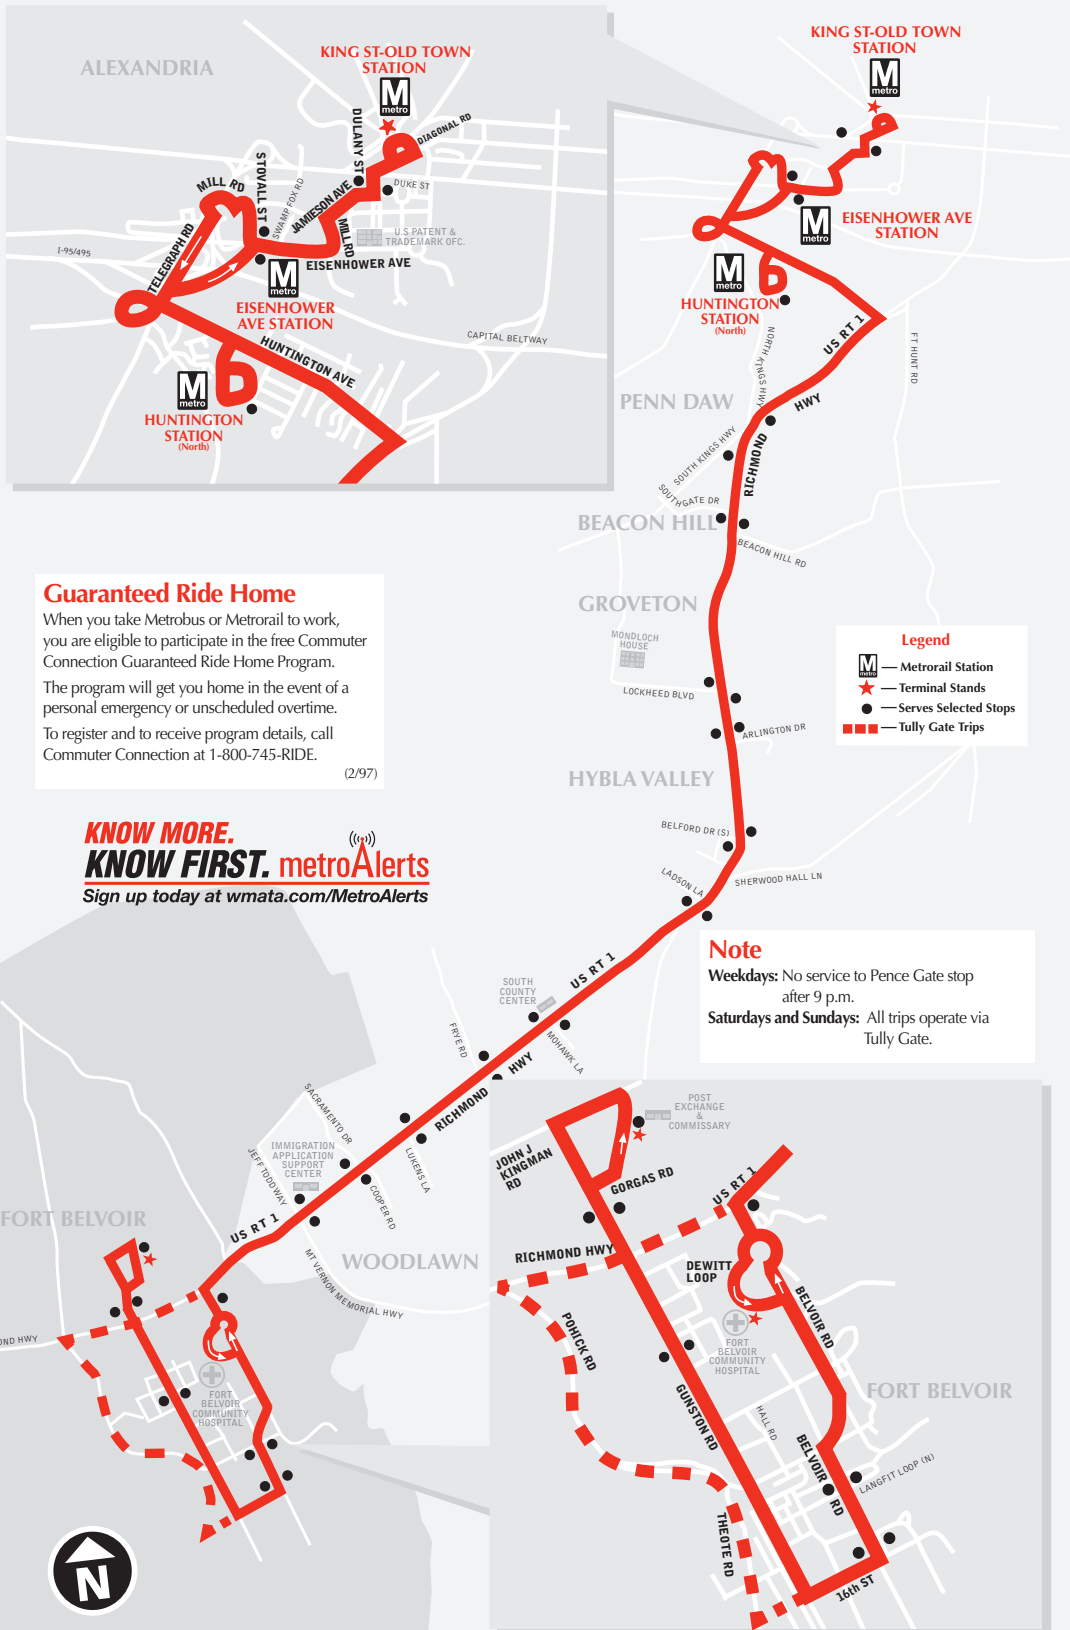 ALEXANDRIA
KING ST-OLD TOWN
STATION
M
metro
DIAGONAL RD
DULANY ST
STOVALL ST
MILL RD
SWAMP FOX RD
JAMIESON AVE
DUKE ST
MILL RD
U.S PATENT &
TRADEMARK OFC.
I-95/495
TELEGRAPH RD
EISENHOWER AVE
M
metro
EISENHOWER
AVE STATION
HUNTINGTON AVE
CAPITAL BELTWAY
M
metro
HUNTINGTON
STATION
(North)
KING ST-OLD TOWN
STATION
M
metro
EISENHOWER AVE
STATION
M
metro
M
metro
HUNTINGTON
STATION
(North)
US RT 1
NORTH KINGS HWY
FT HUNT RD
PENN DAW
HWY
RICHMOND
SOUTH KINGS HWY
SOUTHGATE DR
BEACON HILL
BEACON HILL RD
GROVETON
MONDLOCH
HOUSE
LOCKHEED BLVD
ARLINGTON DR
HYBLA VALLEY
BELFORD DR (S)
LADSON LA
SHERWOOD HALL LN
Guaranteed Ride Home
When you take Metrobus or Metrorail to work,
you are eligible to participate in the free Commuter
Connection Guaranteed Ride Home Program.
The program will get you home in the event of a
personal emergency or unscheduled overtime.
To register and to receive program details, call
Commuter Connection at 1-800-745-RIDE.
(2/97)
Legend
M
metro
— Metrorail Station
— Terminal Stands
— Serves Selected Stops
— Tully Gate Trips
KNOW MORE.
KNOW FIRST. metroAlerts
Sign up today at wmata.com/MetroAlerts
Note
Weekdays: No service to Pence Gate stop
after 9 p.m.
Saturdays and Sundays: All trips operate via
Tully Gate.
US RT 1
SOUTH
COUNTY
CENTER
FRYE RD
MOHAWK LA
HWY
RICHMOND
SACRAMENTO DR
IMMIGRATION
APPLICATION
SUPPORT
CENTER
JEFF TODD WAY
LUKENS LA
COOPER RD
US RT 1
FORT BELVOIR
WOODLAWN
MT VERNON MEMORIAL HWY
OND HWY
FORT
BELVOIR
COMMUNITY
HOSPITAL
N
POST
EXCHANGE
&
COMMISSARY
JOHN J
KINGMAN
RD
GORGAS RD
US RT 1
RICHMOND HWY
DEWITT
LOOP
BELVOIR RD
POHICK RD
FORT
BELVOIR
COMMUNITY
HOSPITAL
GUNSTON RD
FORT BELVOIR
HALL RD
BELVOIR RD
LANGFIT LOOP (N)
THEOTE RD
16th ST